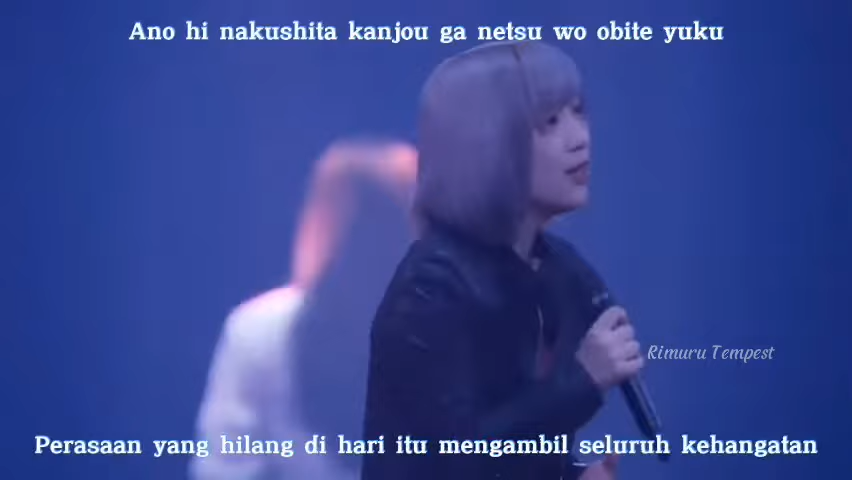 Ano hi nakushita kanjou ga netsu wo obite yuku
Rimuru Tempest
Perasaan yang hilang di hari itu mengambil seluruh kehangatan